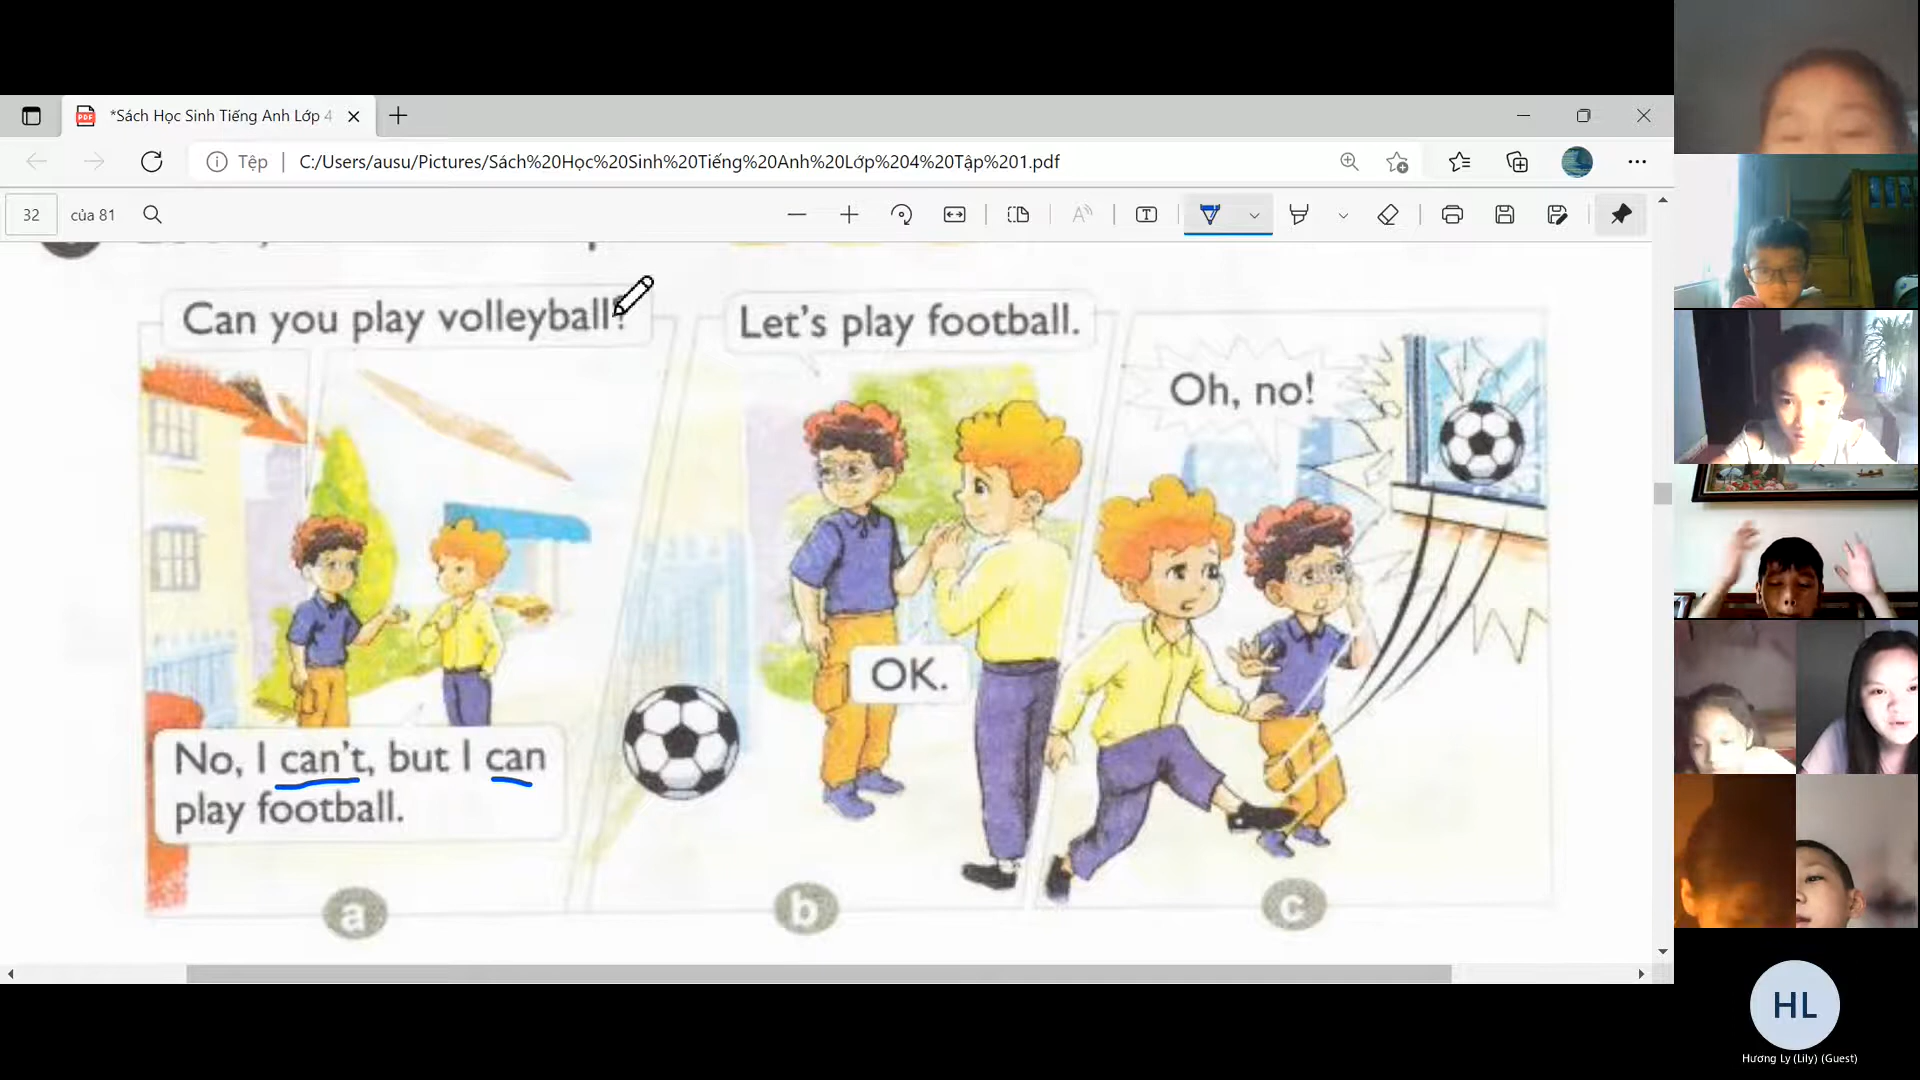 *Sách Học Sinh Tiếng Anh Lớp 4
Tệp
C:/Users/ausu/Pictures/Sách%20Học%20Sinh%20Tiếng%20Anh%20Lớp%204%20Tập%201.pdf
32 của 81
Can you play volleyball?
No, I can't, but I can
play football.
a
Let's play football.
OK.
b
Oh, no!
c
HL
Hương Ly (Lily) (Guest)